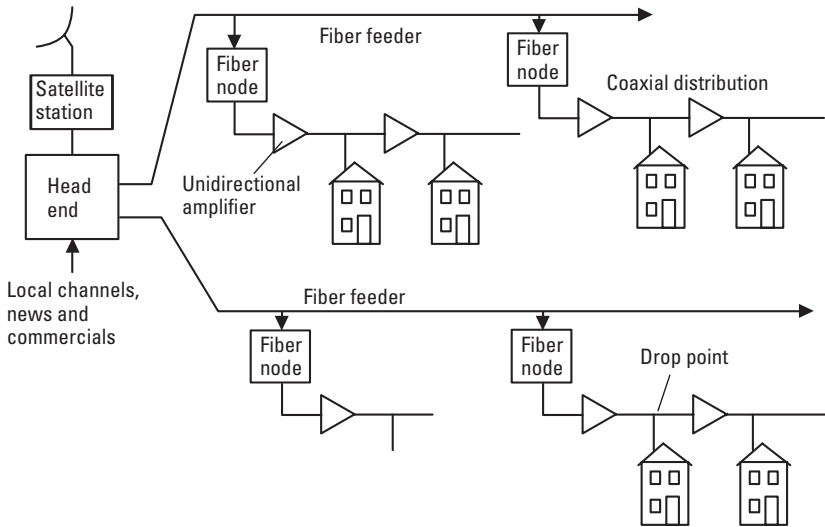 Fiber feeder
Fiber
node
Fiber
node
Satellite
station
Coaxial distribution
Head
end
Unidirectional
amplifier
Local channels,
news and
commercials
Fiber feeder
Fiber
node
Fiber
node
Drop point